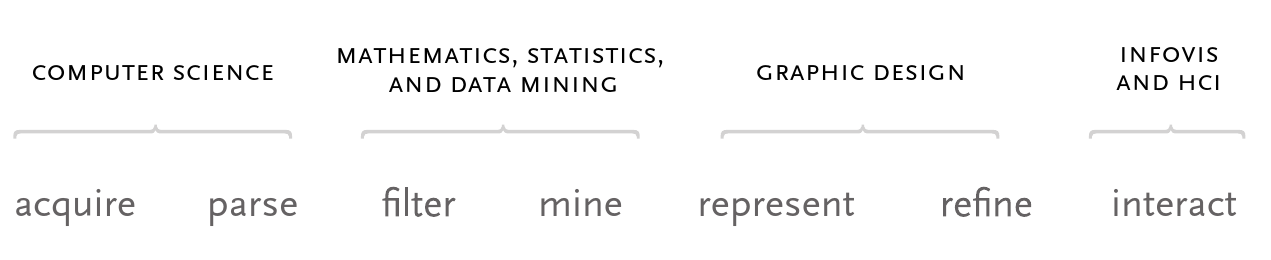 COMPUTER SCIENCE
MATHEMATICS, STATISTICS,
AND DATA MINING
GRAPHIC DESIGN
INFOVIS
AND HCI
acquire parse filter mine represent refine interact